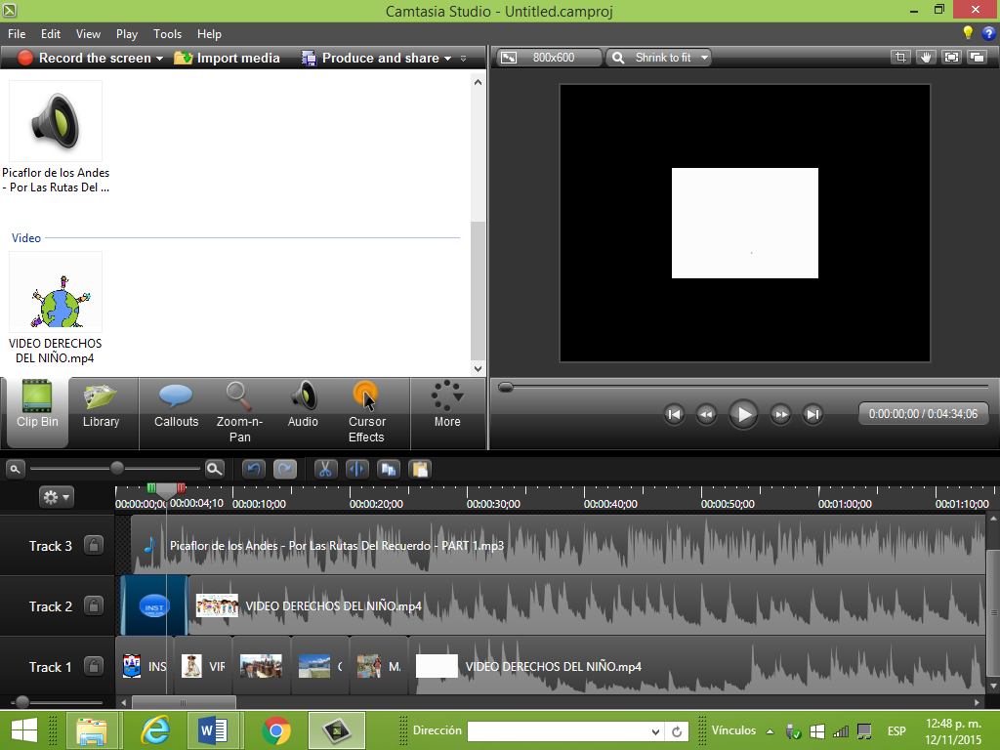 Camtasia Studio - Untitled.camproj
File Edit View Play Tools Help
Record the screen Import media Produce and share
800x600 Shrink to fit
Picaflor de los Andes
- Por Las Rutas Del ...
Video
VIDEO DERECHOS
DEL NIÑO.mp4
Clip Bin Library Callouts Zoom-n-
Pan Audio Cursor
Effects More
0:00:00;00 / 0:04:34;06
00:00:00;00 00:00:04;10 00:00:10;00 00:00:20;00 00:00:30;00 00:00:40;00 00:00:50;00 00:01:00;00 00:01:10;00
Track 3 Picaflor de los Andes - Por Las Rutas Del Recuerdo - PART 1.mp3
Track 2 INST VIDEO DERECHOS DEL NIÑO.mp4
Track 1 INS VIR VIDEO DERECHOS DEL NIÑO.mp4
Dirección Vínculos ESP 12:48 p. m.
12/11/2015